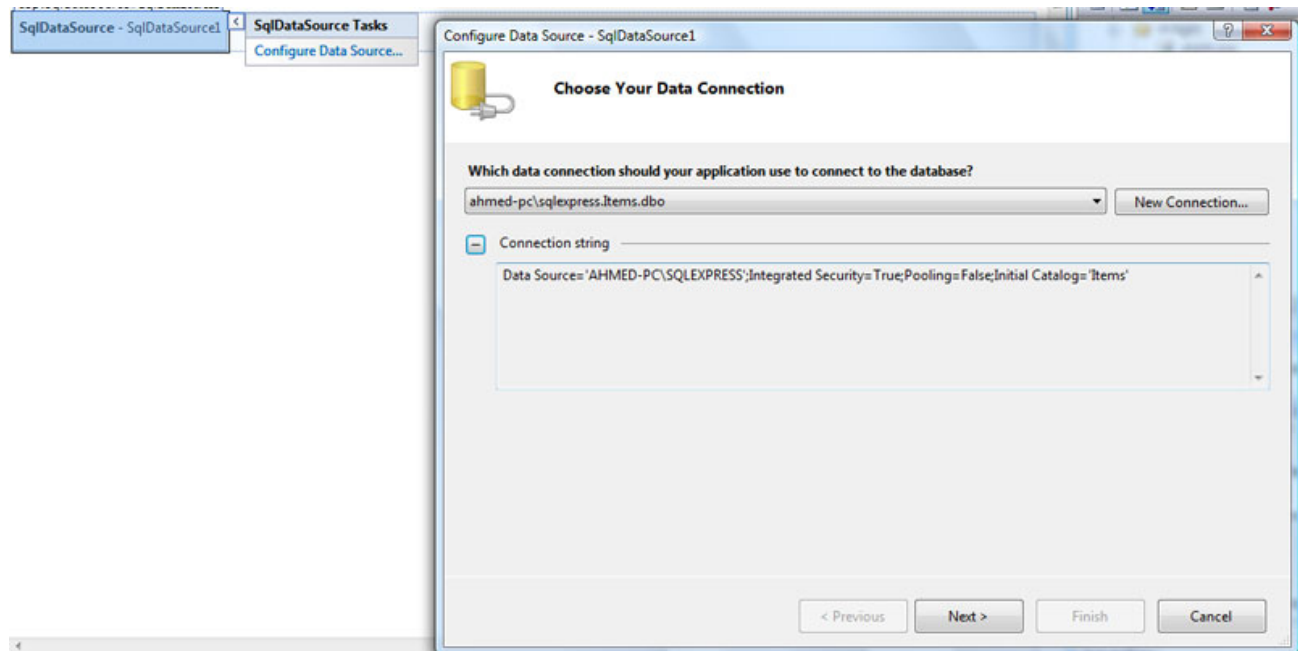 SqlDataSource - SqlDataSource1
SqlDataSource Tasks
Configure Data Source...
Configure Data Source - SqlDataSource1
Choose Your Data Connection
Which data connection should your application use to connect to the database?
ahmed-pc\sqlexpress.Items.dbo
New Connection...
Connection string
Data Source='AHMED-PC\SQLEXPRESS';Integrated Security=True;Pooling=False;Initial Catalog='Items'
< Previous
Next >
Finish
Cancel